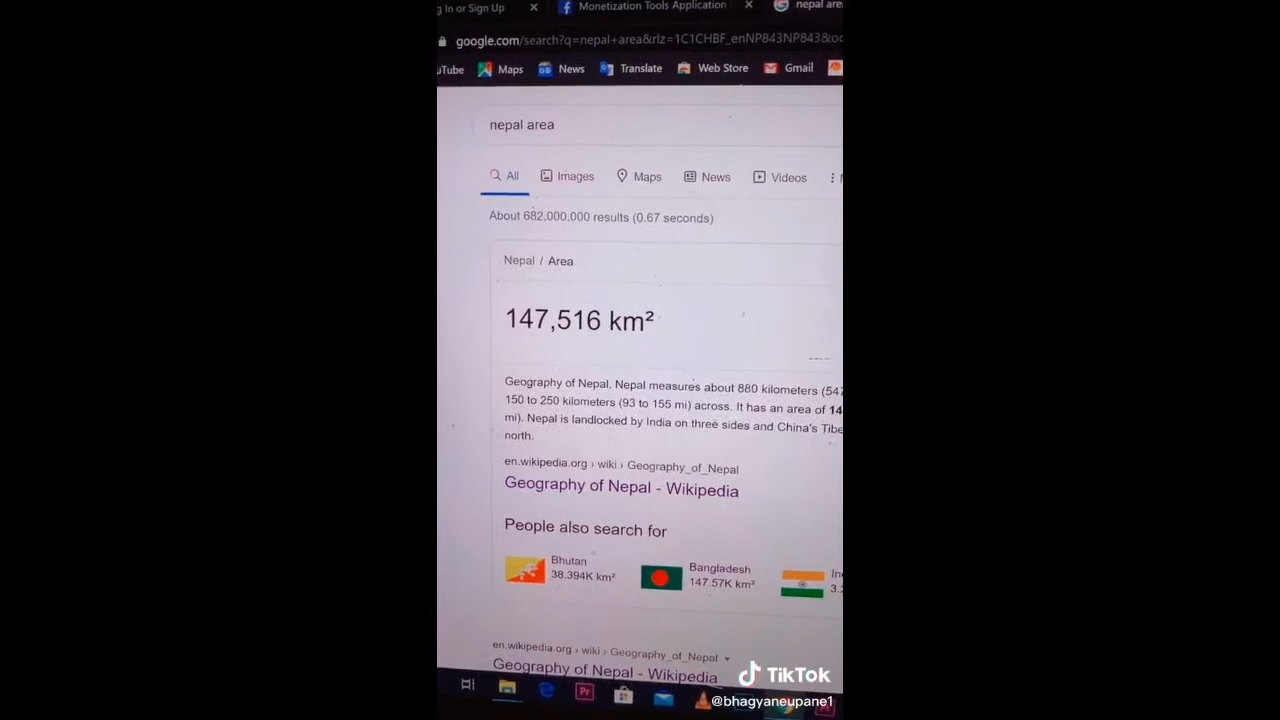 g In or Sign Up
Monetization Tools Application
nepal are
google.com/search?q=nepal+area&rlz=1C1CHBF_enNP843NP843&oc
uTube Maps News Translate Web Store Gmail
nepal area
All Images Maps News Videos
About 682,000,000 results (0.67 seconds)
Nepal / Area
147,516 km²
Geography of Nepal. Nepal measures about 880 kilometers (547
150 to 250 kilometers (93 to 155 mi) across. It has an area of 14
mi). Nepal is landlocked by India on three sides and China's Tibe
north.
en.wikipedia.org › wiki › Geography_of_Nepal
Geography of Nepal - Wikipedia
People also search for
Bhutan
38.394K km²
Bangladesh
147.57K km²
In
3.2
en.wikipedia.org › wiki › Geography_of_Nepal
Geography of Nepal - Wikipedia
Pr
TikTok
@bhagyaneupane1